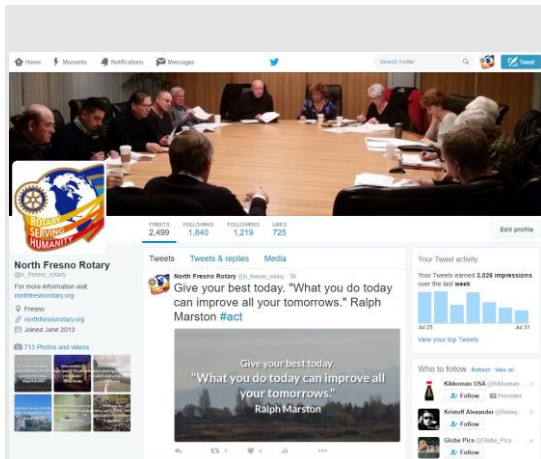 Home Moments Notifications Messages Search Twitter Tweet
ROTARY
SERVING
HUMANITY
TWEETS FOLLOWING FOLLOWERS LIKES
2,499 1,840 1,219 725
Edit profile
North Fresno Rotary
@n_fresno_rotary
For more information visit:
northfresnorotary.org
Fresno
northfresnorotary.org
Joined June 2013
713 Photos and videos
Tweets Tweets & replies Media
North Fresno Rotary @n_fresno_rotary 3h
Give your best today. "What you do today
can improve all your tomorrows." Ralph
Marston #act
Give your best today.
"What you do today can improve all
your tomorrows."
Ralph Marston
1 4
Your Tweet activity
Your Tweets earned 3,026 impressions
over the last week
Jul 25 Jul 31
View your top Tweets
Who to follow Refresh View all
Kikkoman USA @Kikkoman...
Follow Promoted
Kristof Alexander @Rotary...
Follow
Globe Pics @Globe_Pics
Follow